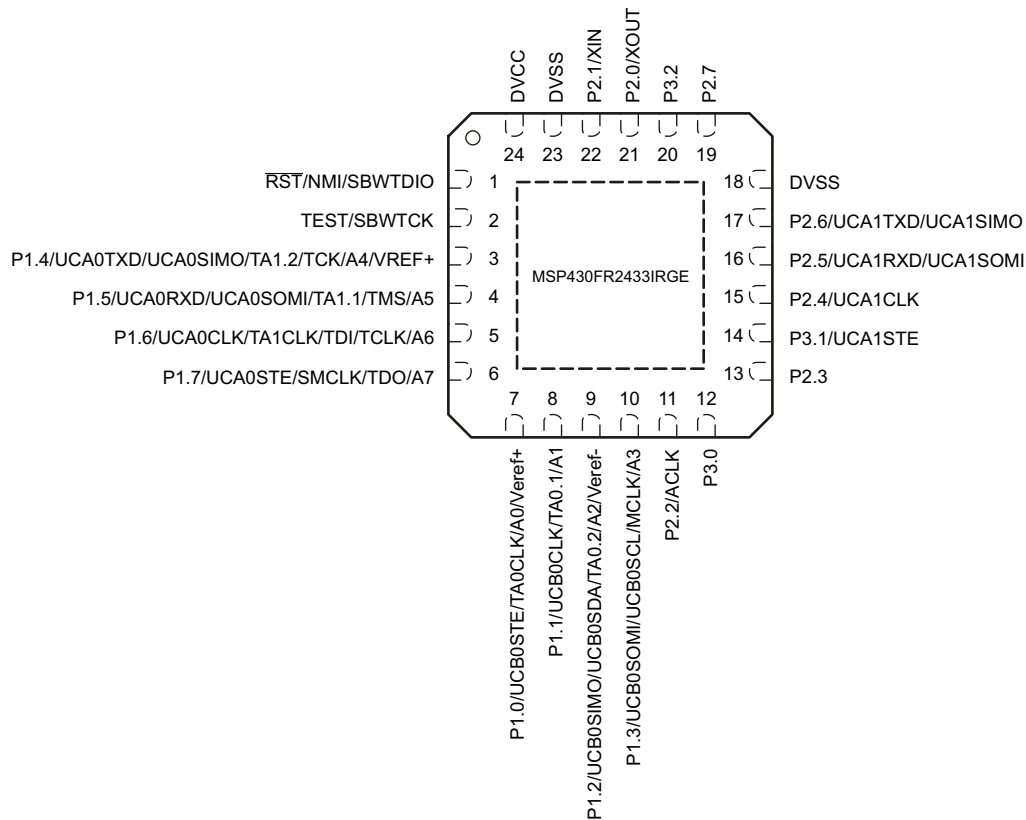 DVCC
DVSS
P2.1/XIN
P2.0/XOUT
P3.2
P2.7
24
23
22
21
20
19
RST/NMI/SBWTDIO
1
TEST/SBWTCK
2
P1.4/UCA0TXD/UCA0SIMO/TA1.2/TCK/A4/VREF+
3
P1.5/UCA0RXD/UCA0SOMI/TA1.1/TMS/A5
4
P1.6/UCA0CLK/TA1CLK/TDI/TCLK/A6
5
P1.7/UCA0STE/SMCLK/TDO/A7
6
MSP430FR2433IRGE
18
DVSS
17
P2.6/UCA1TXD/UCA1SIMO
16
P2.5/UCA1RXD/UCA1SOMI
15
P2.4/UCA1CLK
14
P3.1/UCA1STE
13
P2.3
7
8
9
10
11
12
P1.0/UCB0STE/TA0CLK/A0/Veref+
P1.1/UCB0CLK/TA0.1/A1
P1.2/UCB0SIMO/UCB0SDA/TA0.2/A2/Veref-
P1.3/UCB0SOMI/UCB0SCL/MCLK/A3
P2.2/ACLK
P3.0